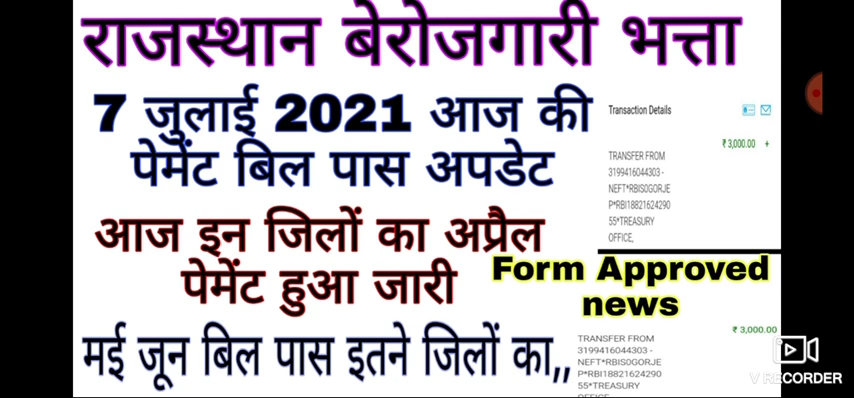 राजस्थान बेरोजगारी भत्ता
7 जुलाई 2021 आज की
पेमेंट बिल पास अपडेट
आज इन जिलों का अप्रैल
पेमेंट हुआ जारी
मई जून बिल पास इतने जिलों का,,
Transaction Details
₹ 3,000.00 +
TRANSFER FROM
3199416044303 -
NEFT*RBIS0GORJE
P*RBI18821624290
55*TREASURY
OFFICE,
Form Approved
news
₹ 3,000.00
TRANSFER FROM
3199416044303 -
NEFT*RBIS0GORJE
P*RBI18821624290
55*TREASURY
OFFICE
V RECORDER